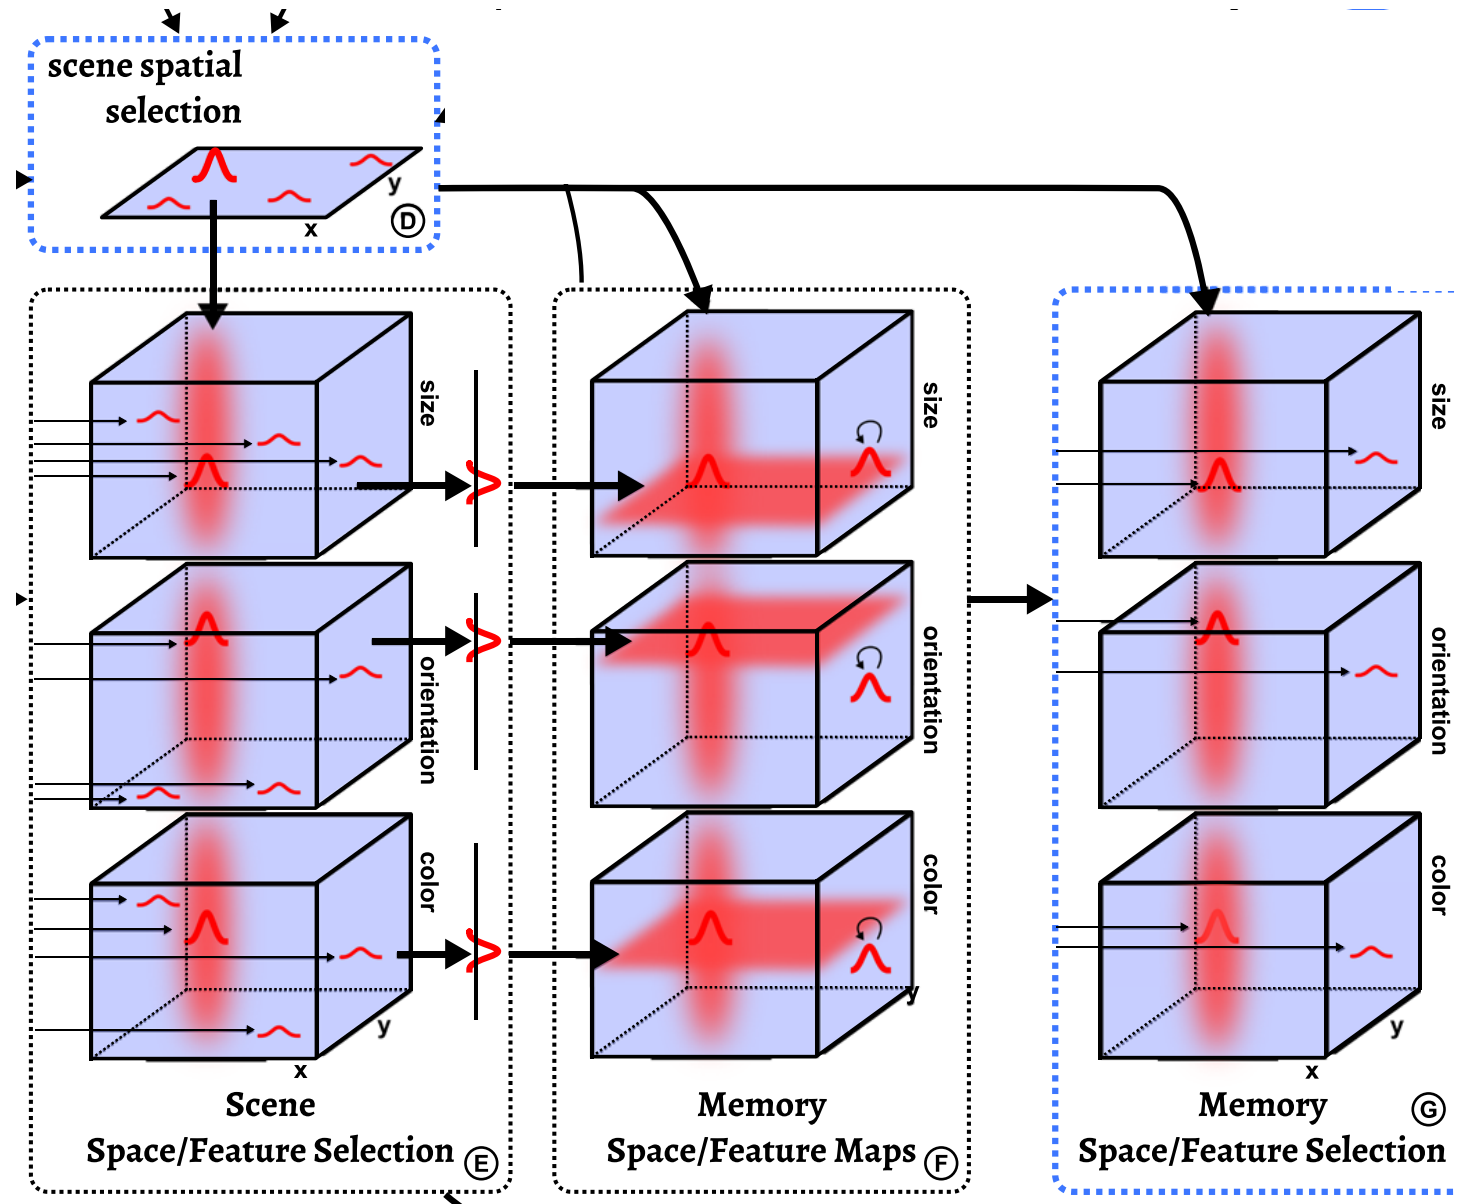 scene spatial
selection
y
x
D
size
orientation
color
y
x
Scene
Space/Feature Selection
E
size
orientation
color
y
Memory
Space/Feature Maps
F
size
orientation
color
y
x
Memory
Space/Feature Selection
G